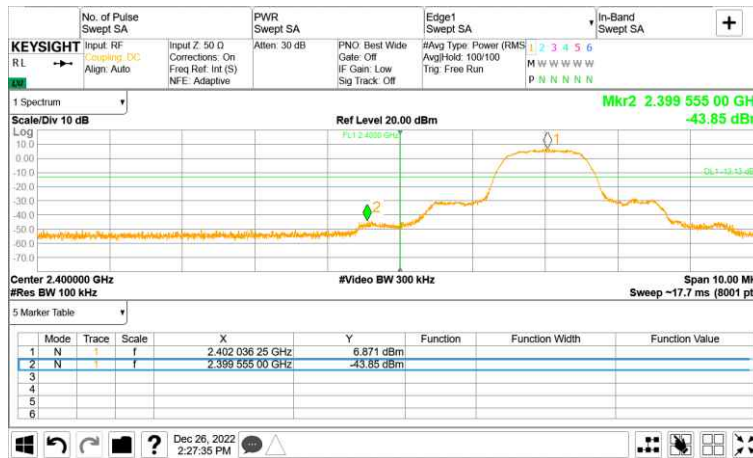 No. of Pulse
Swept SA
PWR
Swept SA
Edge1
Swept SA
In-Band
Swept SA
KEYSIGHT
RL
Input: RF
Coupling: DC
Align: Auto
Input Z: 50 Ω
Corrections: On
Freq Ref: Int (S)
NFE: Adaptive
Atten: 30 dB
PNO: Best Wide
Gate: Off
IF Gain: Low
Sig Track: Off
#Avg Type: Power (RMS
Avg|Hold: 100/100
Trig: Free Run
1 2 3 4 5 6
M W W W W W
P N N N N N
1 Spectrum
Scale/Div 10 dB
Ref Level 20.00 dBm
Mkr2 2.399 555 00 GH
-43.85 dB
Log
10.0
0.00
-10.0
-20.0
-30.0
-40.0
-50.0
-60.0
-70.0
FL1 2.4000 GHz
DL1 -13.13 dB
1
2
Center 2.400000 GHz
#Video BW 300 kHz
Span 10.00 M
#Res BW 100 kHz
Sweep ~17.7 ms (8001 pt
5 Marker Table
Mode Trace Scale X Y Function Function Width Function Value
1 N 1 f 2.402 036 25 GHz 6.871 dBm
2 N 1 f 2.399 555 00 GHz -43.85 dBm
3
4
5
6
?
Dec 26, 2022
2:27:35 PM